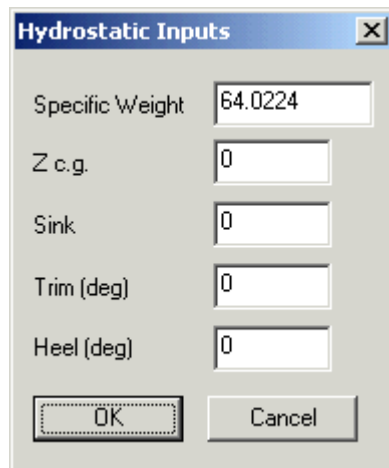 Hydrostatic Inputs
Specific Weight 64.0224
Z c.g. 0
Sink 0
Trim (deg) 0
Heel (deg) 0
OK Cancel